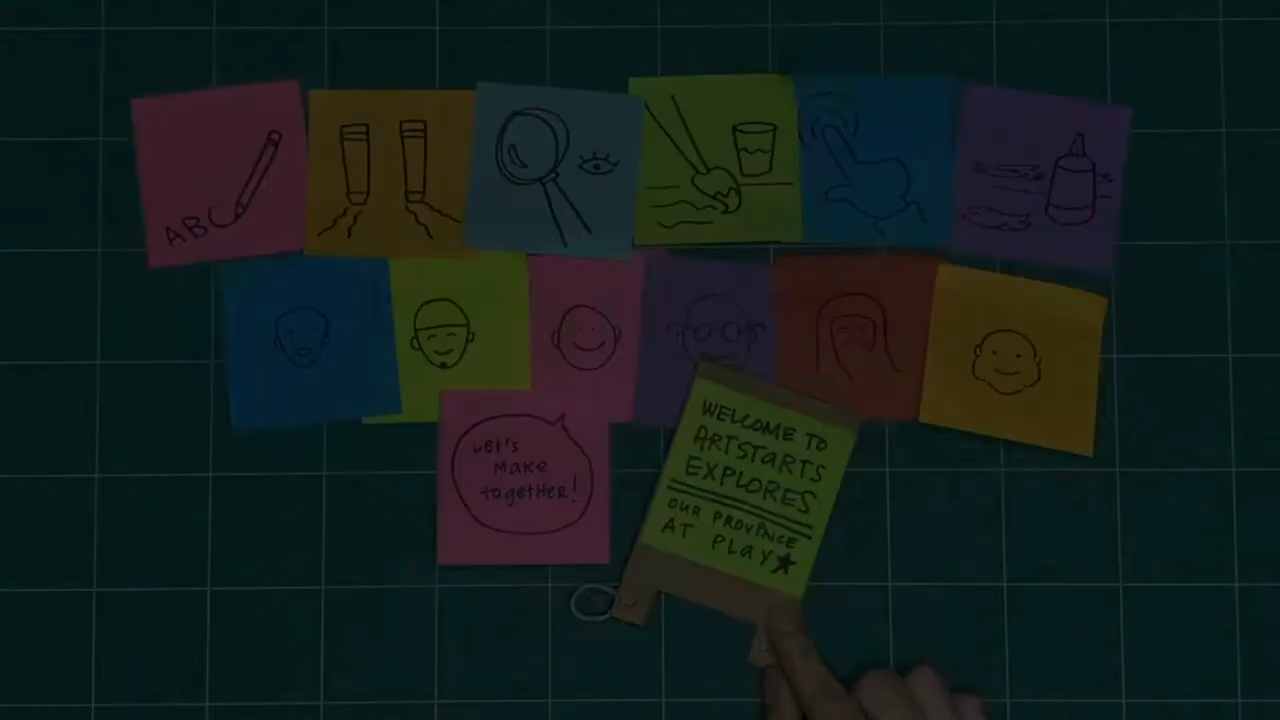 ABC
Let's
make
together!
WELCOME TO
ARTSTARTS
EXPLORES
OUR PROVINCE
AT PLAY★